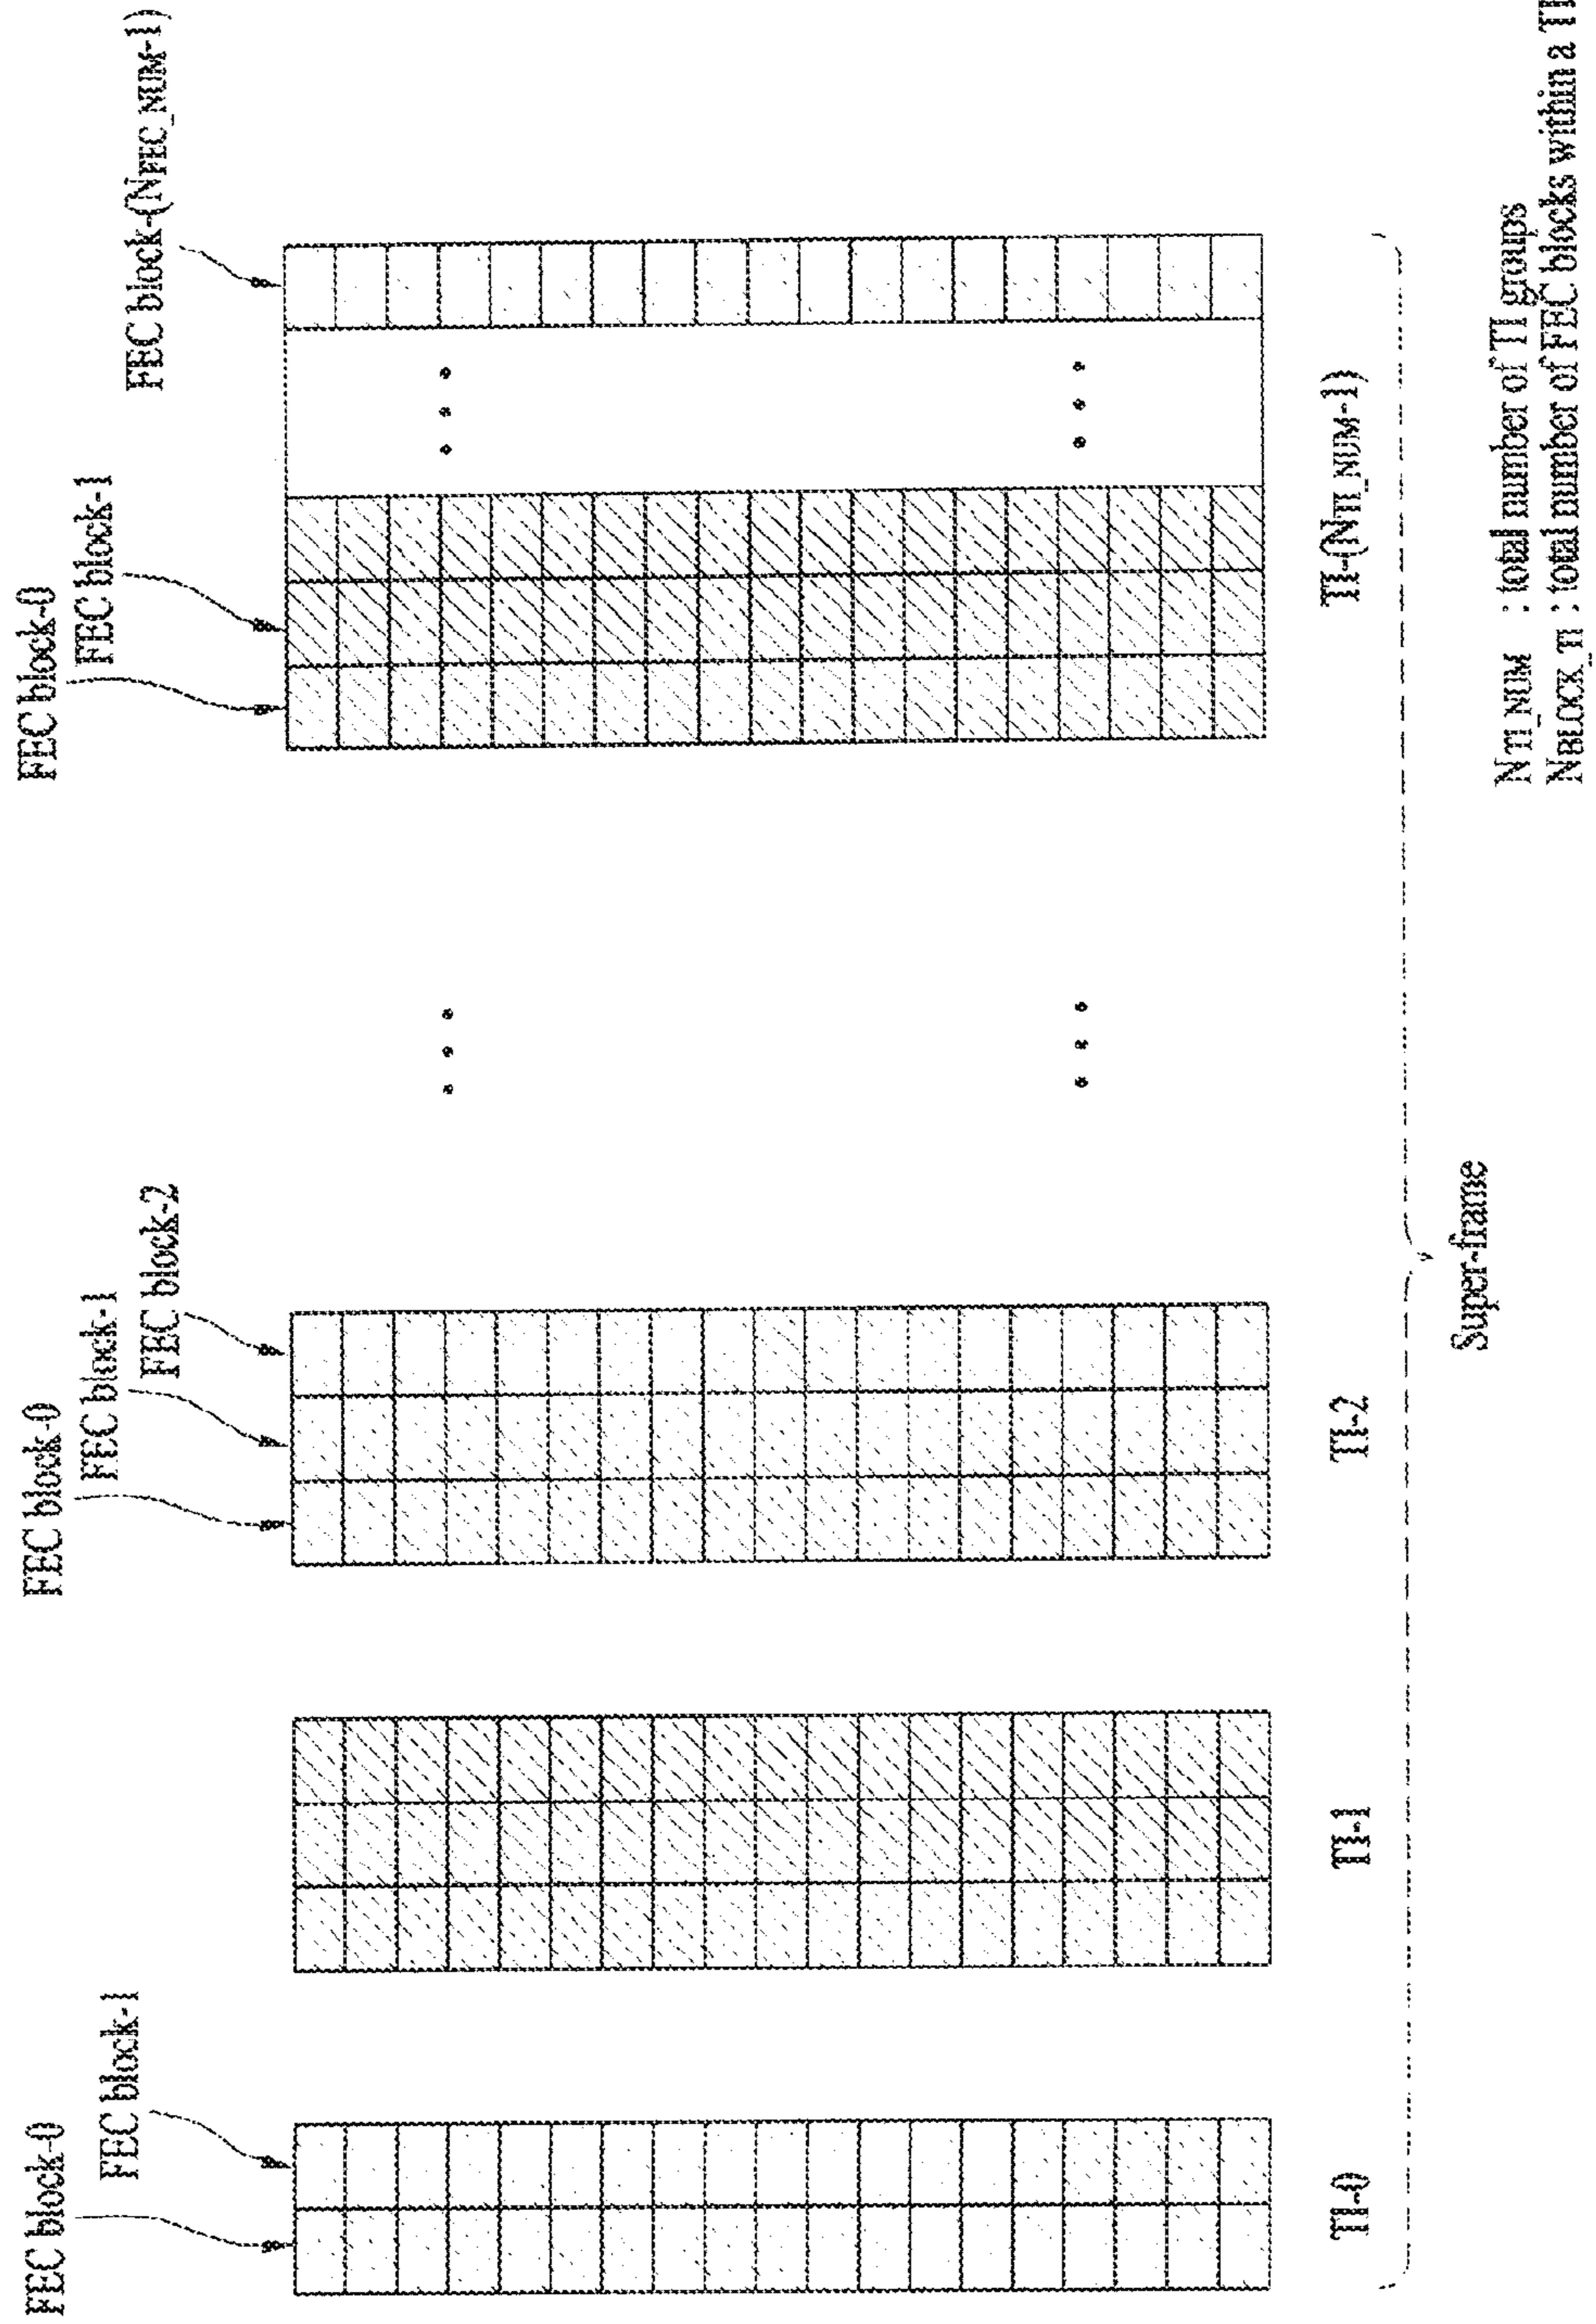 FEC block-0
FEC block-1
FEC block-0
FEC block-1
FEC block-2
FEC block-0
FEC block-1
FEC block-(NFEC_NUM-1)
TI-0
TI-1
TI-2
TI-(NTI_NUM-1)
Super-frame
NTI_NUM : total number of TI groups
NBLOCK_TI : total number of FEC blocks within a TI